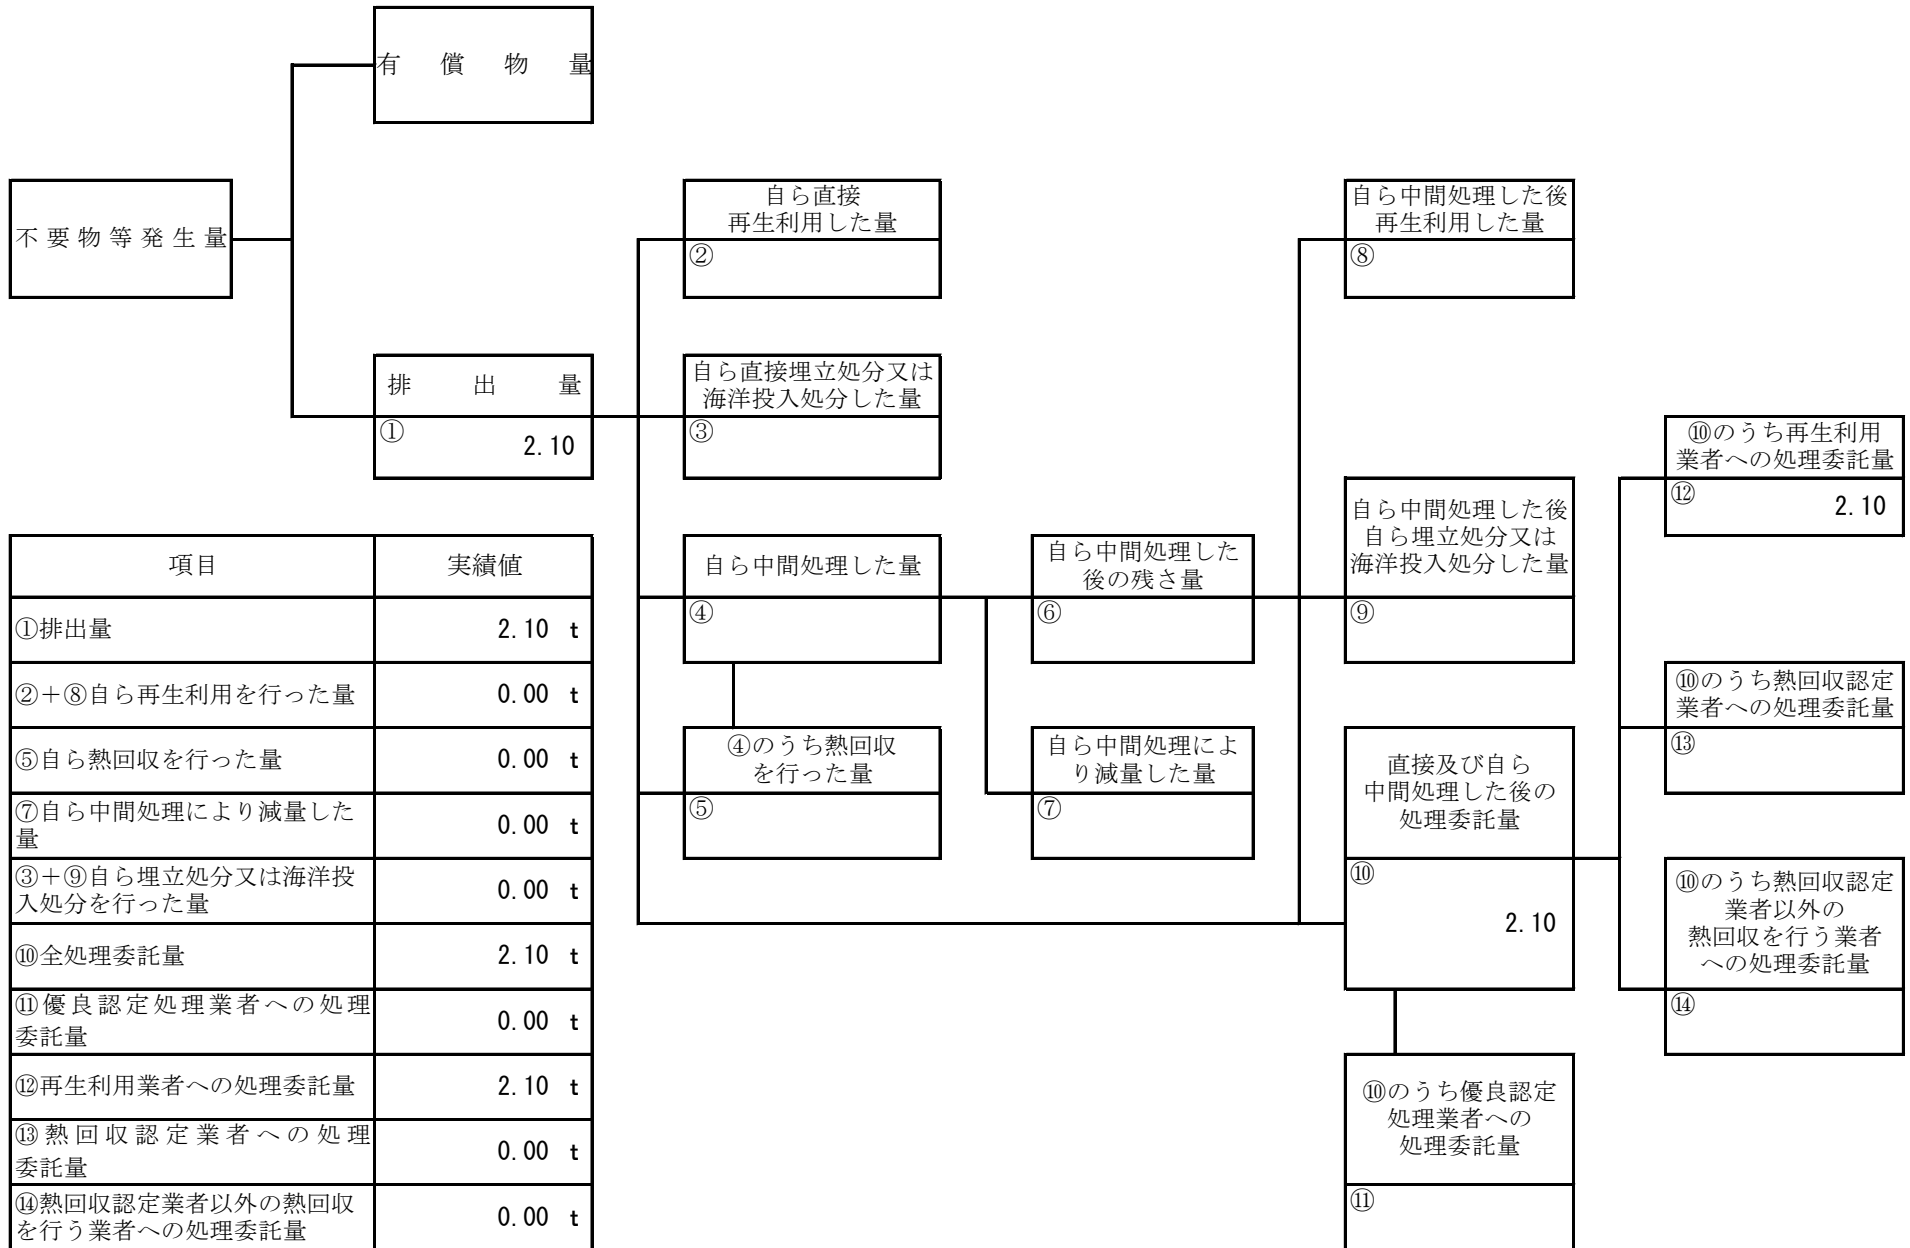 有償物量
不要物等発生量
排出量
①
2.10
自ら直接
再生利用した量
②
自ら直接埋立処分又は
海洋投入処分した量
③
自ら中間処理した量
④
④のうち熱回収
を行った量
⑤
自ら中間処理した
後の残さ量
⑥
自ら中間処理によ
り減量した量
⑦
自ら中間処理した後
再生利用した量
⑧
自ら中間処理した後
自ら埋立処分又は
海洋投入処分した量
⑨
直接及び自ら
中間処理した後の
処理委託量
⑩
2.10
⑩のうち優良認定
処理業者への
処理委託量
⑪
⑩のうち再生利用
業者への処理委託量
⑫
2.10
⑩のうち熱回収認定
業者への処理委託量
⑬
⑩のうち熱回収認定
業者以外の
熱回収を行う業者
への処理委託量
⑭
項目 実績値
①排出量 2.10 t
②+⑧自ら再生利用を行った量 0.00 t
⑤自ら熱回収を行った量 0.00 t
⑦自ら中間処理により減量した
量 0.00 t
③+⑨自ら埋立処分又は海洋投
入処分を行った量 0.00 t
⑩全処理委託量 2.10 t
⑪優良認定処理業者への処理
委託量 0.00 t
⑫再生利用業者への処理委託量 2.10 t
⑬熱回収認定業者への処理
委託量 0.00 t
⑭熱回収認定業者以外の熱回収
を行う業者への処理委託量 0.00 t